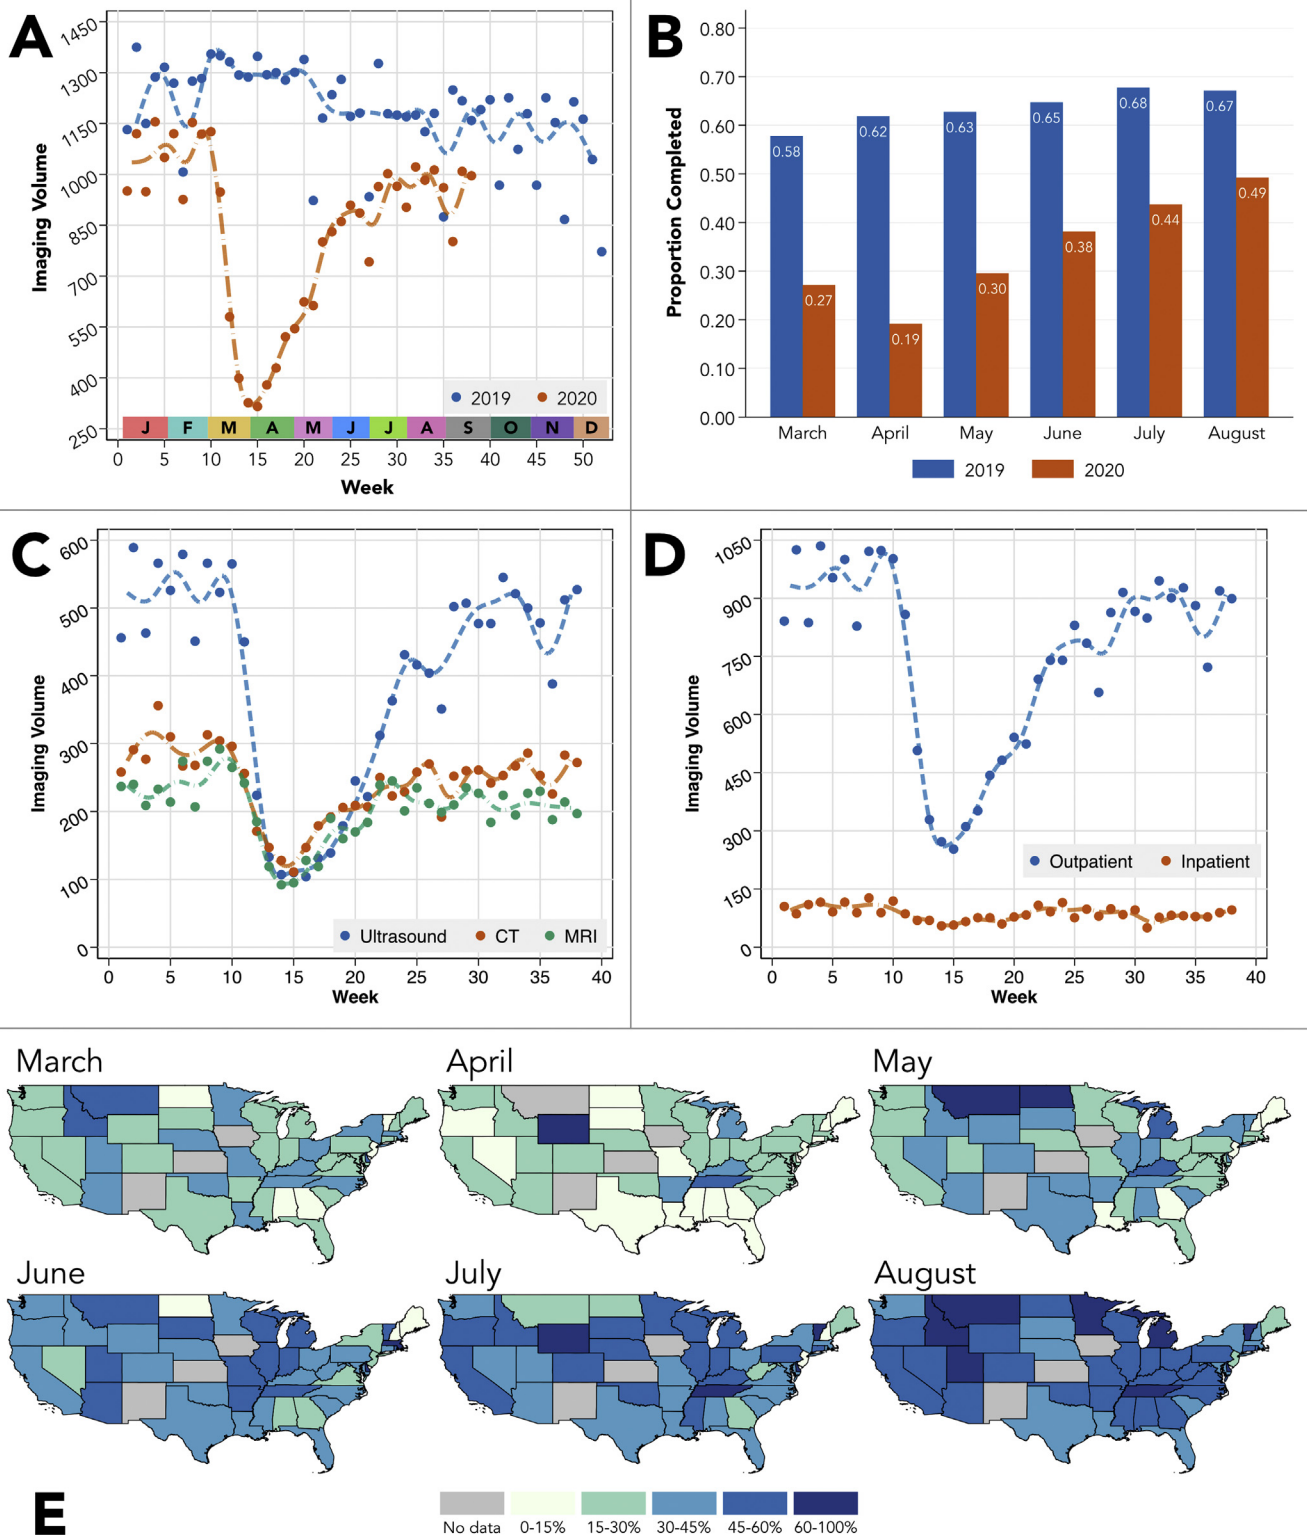 A
1450
1300
1150
1000
850
700
550
400
250
Imaging Volume
2019 2020
J F M A M J J A S O N D
0 5 10 15 20 25 30 35 40 45 50
Week
B
0.80
0.70
0.60
0.50
0.40
0.30
0.20
0.10
0.00
Proportion Completed
0.58 0.27 0.62 0.19 0.63 0.30 0.65 0.38 0.68 0.44 0.67 0.49
March April May June July August
2019 2020
C
600
500
400
300
200
100
0
Imaging Volume
Ultrasound CT MRI
0 5 10 15 20 25 30 35 40
Week
D
1050
900
750
600
450
300
150
0
Imaging Volume
Outpatient Inpatient
0 5 10 15 20 25 30 35 40
Week
March April May
June July August
E
No data 0-15% 15-30% 30-45% 45-60% 60-100%